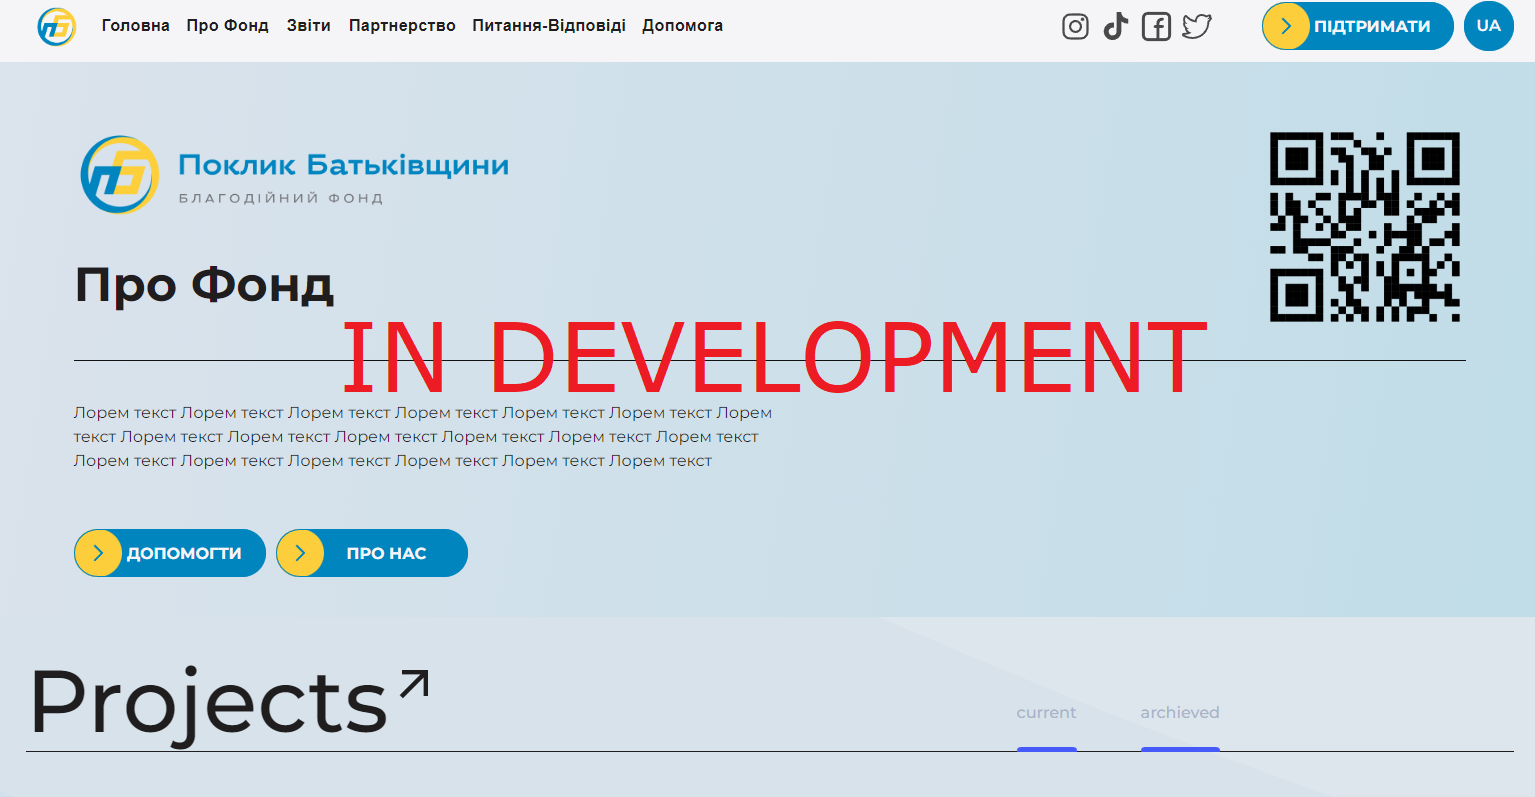 Головна Про Фонд Звіти Партнерство Питання-Відповіді Допомога ПІДТРИМАТИ UA
Поклик Батьківщини
БЛАГОДІЙНИЙ ФОНД
Про Фонд
IN DEVELOPMENT
Лорем текст Лорем текст Лорем текст Лорем текст Лорем текст Лорем текст Лорем
текст Лорем текст Лорем текст Лорем текст Лорем текст Лорем текст Лорем текст
Лорем текст Лорем текст Лорем текст Лорем текст Лорем текст Лорем текст
ДОПОМОГТИ ПРО НАС
Projects
current archieved